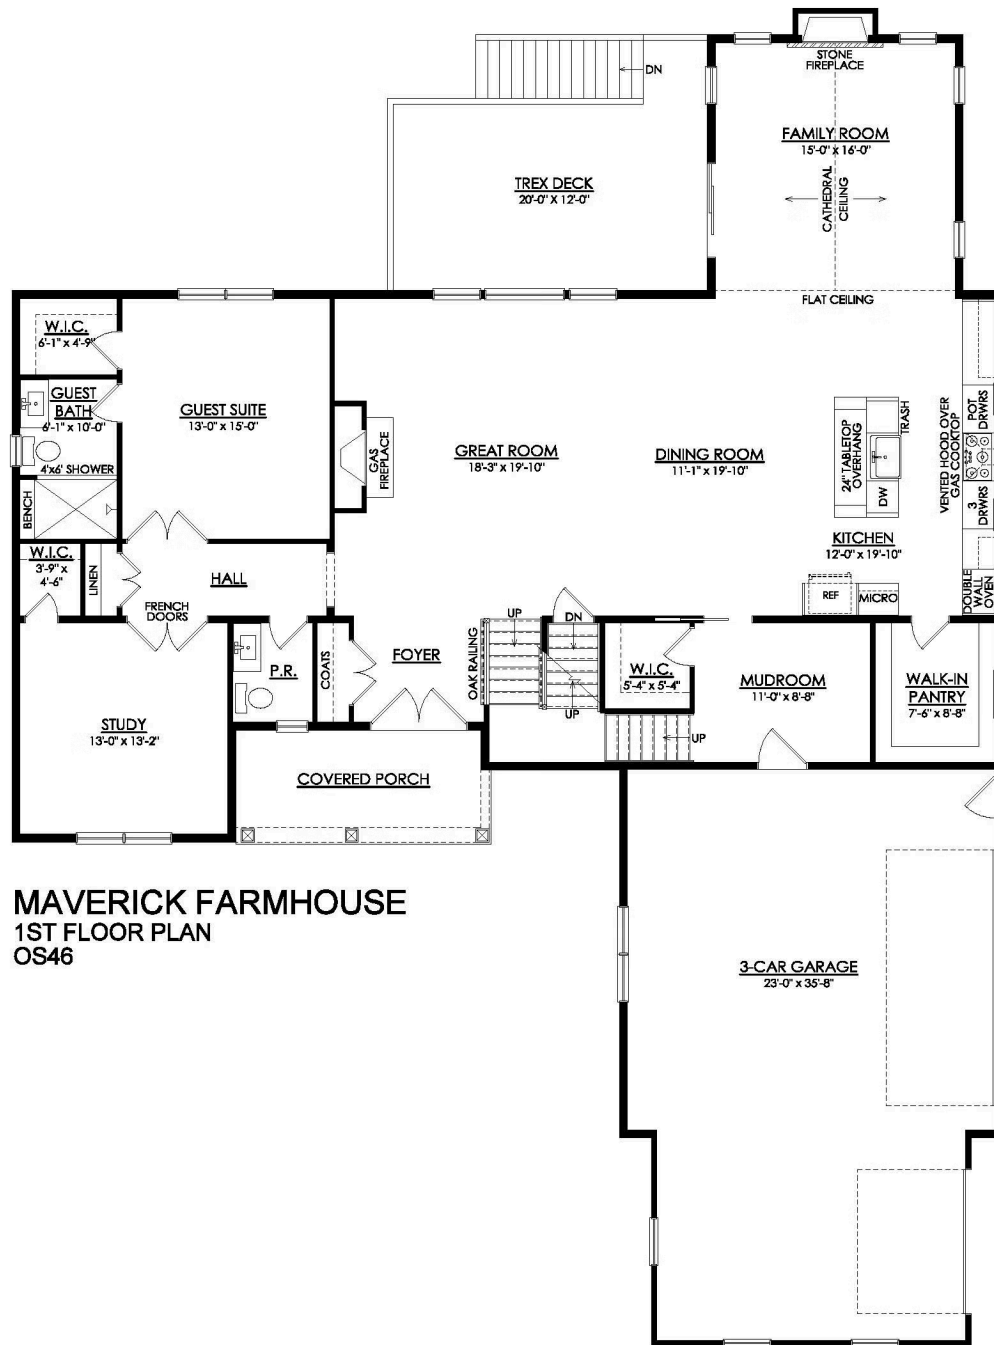 STONE
FIREPLACE
DN
FAMILY ROOM
15'-0" x 16'-0"
CATHEDRAL
CEILING
TREX DECK
20'-0" X 12'-0"
FLAT CEILING
W.I.C.
6'-1" x 4'-9"
GUEST
BATH
6'-1" x 10'-0"
4'x6' SHOWER
BENCH
GUEST SUITE
13'-0" x 15'-0"
GAS
FIREPLACE
GREAT ROOM
18'-3" x 19'-10"
DINING ROOM
11'-1" x 19'-10"
24" TABLETOP
OVERHANG
TRASH
DW
VENTED HOOD OVER
GAS COOKTOP
POT
DRWRS
3
DRWRS
KITCHEN
12'-0" x 19'-10"
DOUBLE
WALL
OVEN
REF
MICRO
W.I.C.
3'-9" x
4'-6"
LINEN
HALL
FRENCH
DOORS
P.R.
COATS
FOYER
OAK RAILING
UP
DN
UP
W.I.C.
5'-4" x 5'-4"
UP
MUDROOM
11'-0" x 8'-8"
WALK-IN
PANTRY
7'-6" x 8'-8"
STUDY
13'-0" x 13'-2"
COVERED PORCH
MAVERICK FARMHOUSE
1ST FLOOR PLAN
OS46
3-CAR GARAGE
23'-0" x 35'-8"